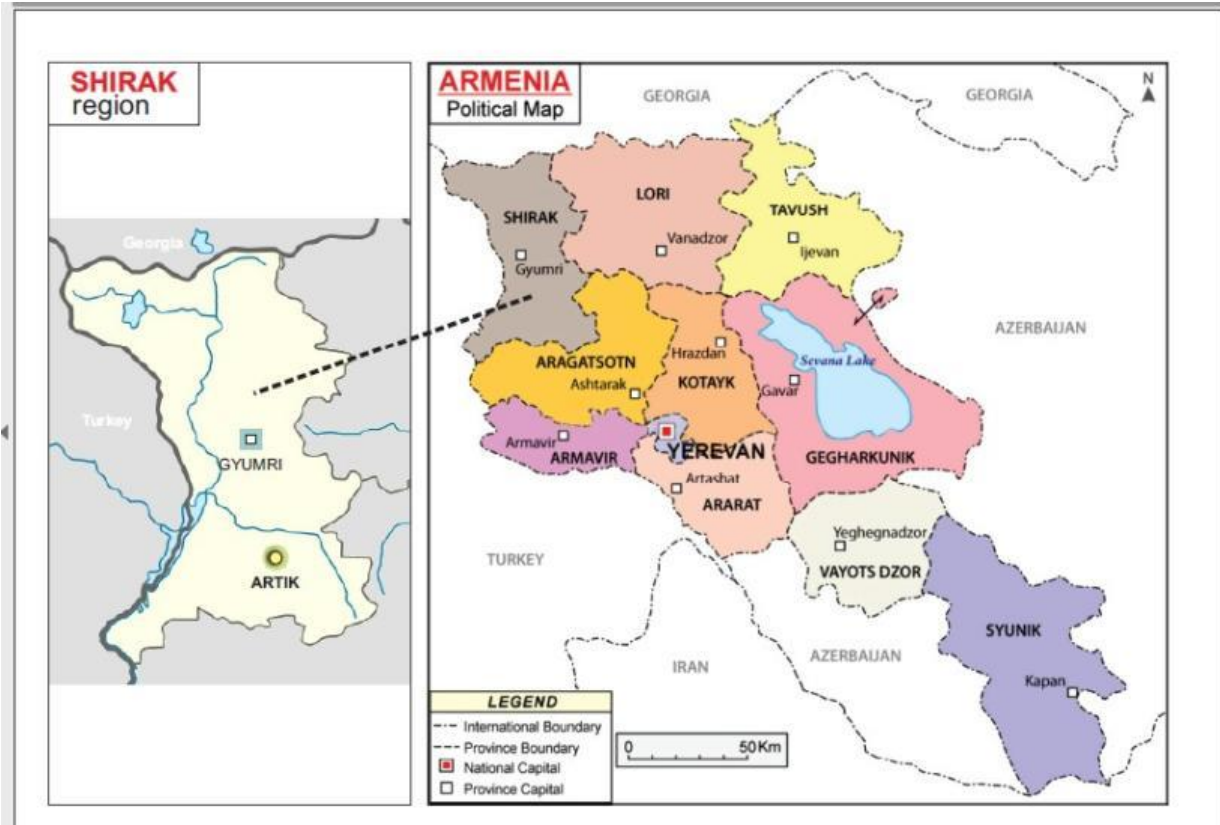 SHIRAK
region
Georgia
Turkey
GYUMRI
ARTIK
ARMENIA
Political Map
GEORGIA
GEORGIA
N
LORI
SHIRAK
TAVUSH
Vanadzor
Ijevan
Gyumri
AZERBAIJAN
Hrazdan
Sevana Lake
ARAGATSOTN
Ashtarak
KOTAYK
Gavar
Armavir
ARMAVIR
YEREVAN
GEGHARKUNIK
Artashat
ARARAT
Yeghegnadzor
TURKEY
VAYOTS DZOR
SYUNIK
AZERBAIJAN
IRAN
Kapan
LEGEND
International Boundary
Province Boundary
National Capital
Province Capital
0 50Km